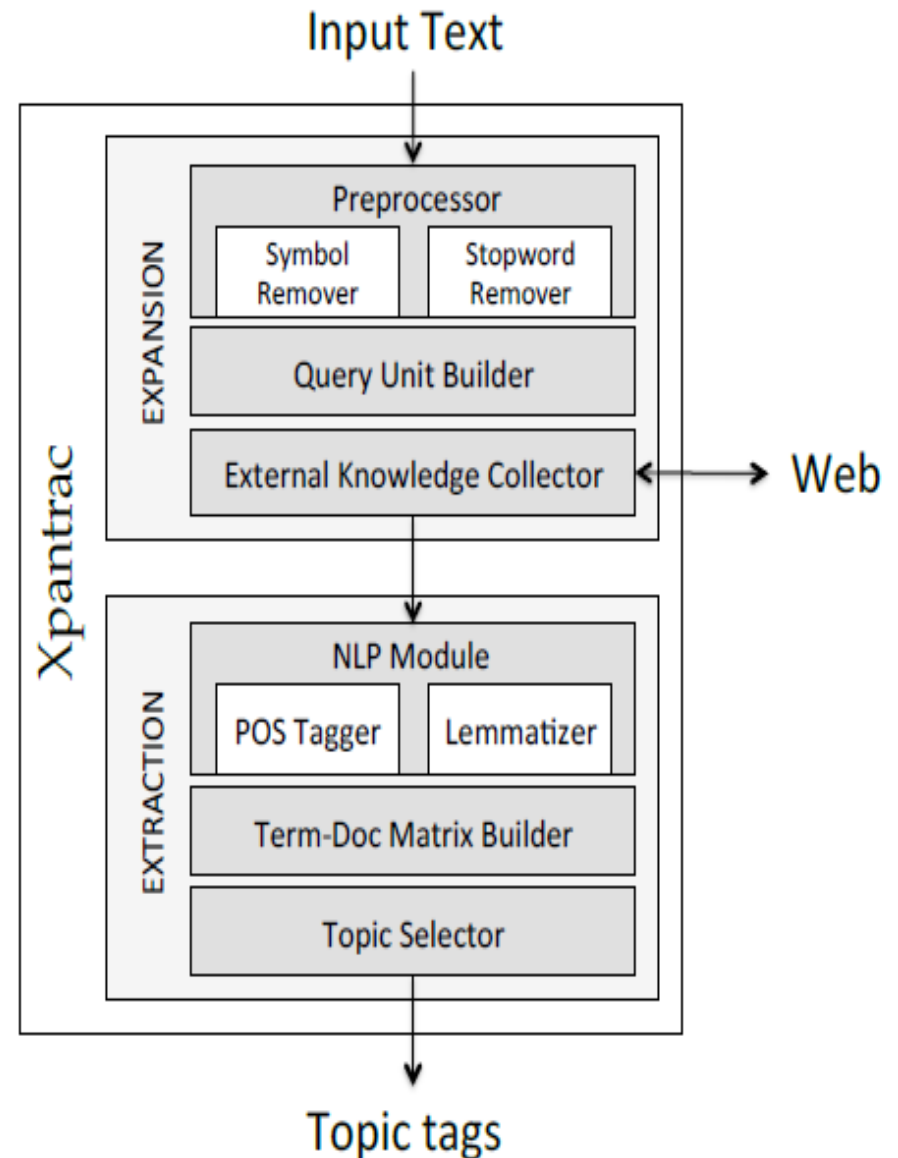 Input Text
Xpantrac
EXPANSION
Preprocessor
Symbol
Remover
Stopword
Remover
Query Unit Builder
External Knowledge Collector
Web
EXTRACTION
NLP Module
POS Tagger
Lemmatizer
Term-Doc Matrix Builder
Topic Selector
Topic tags